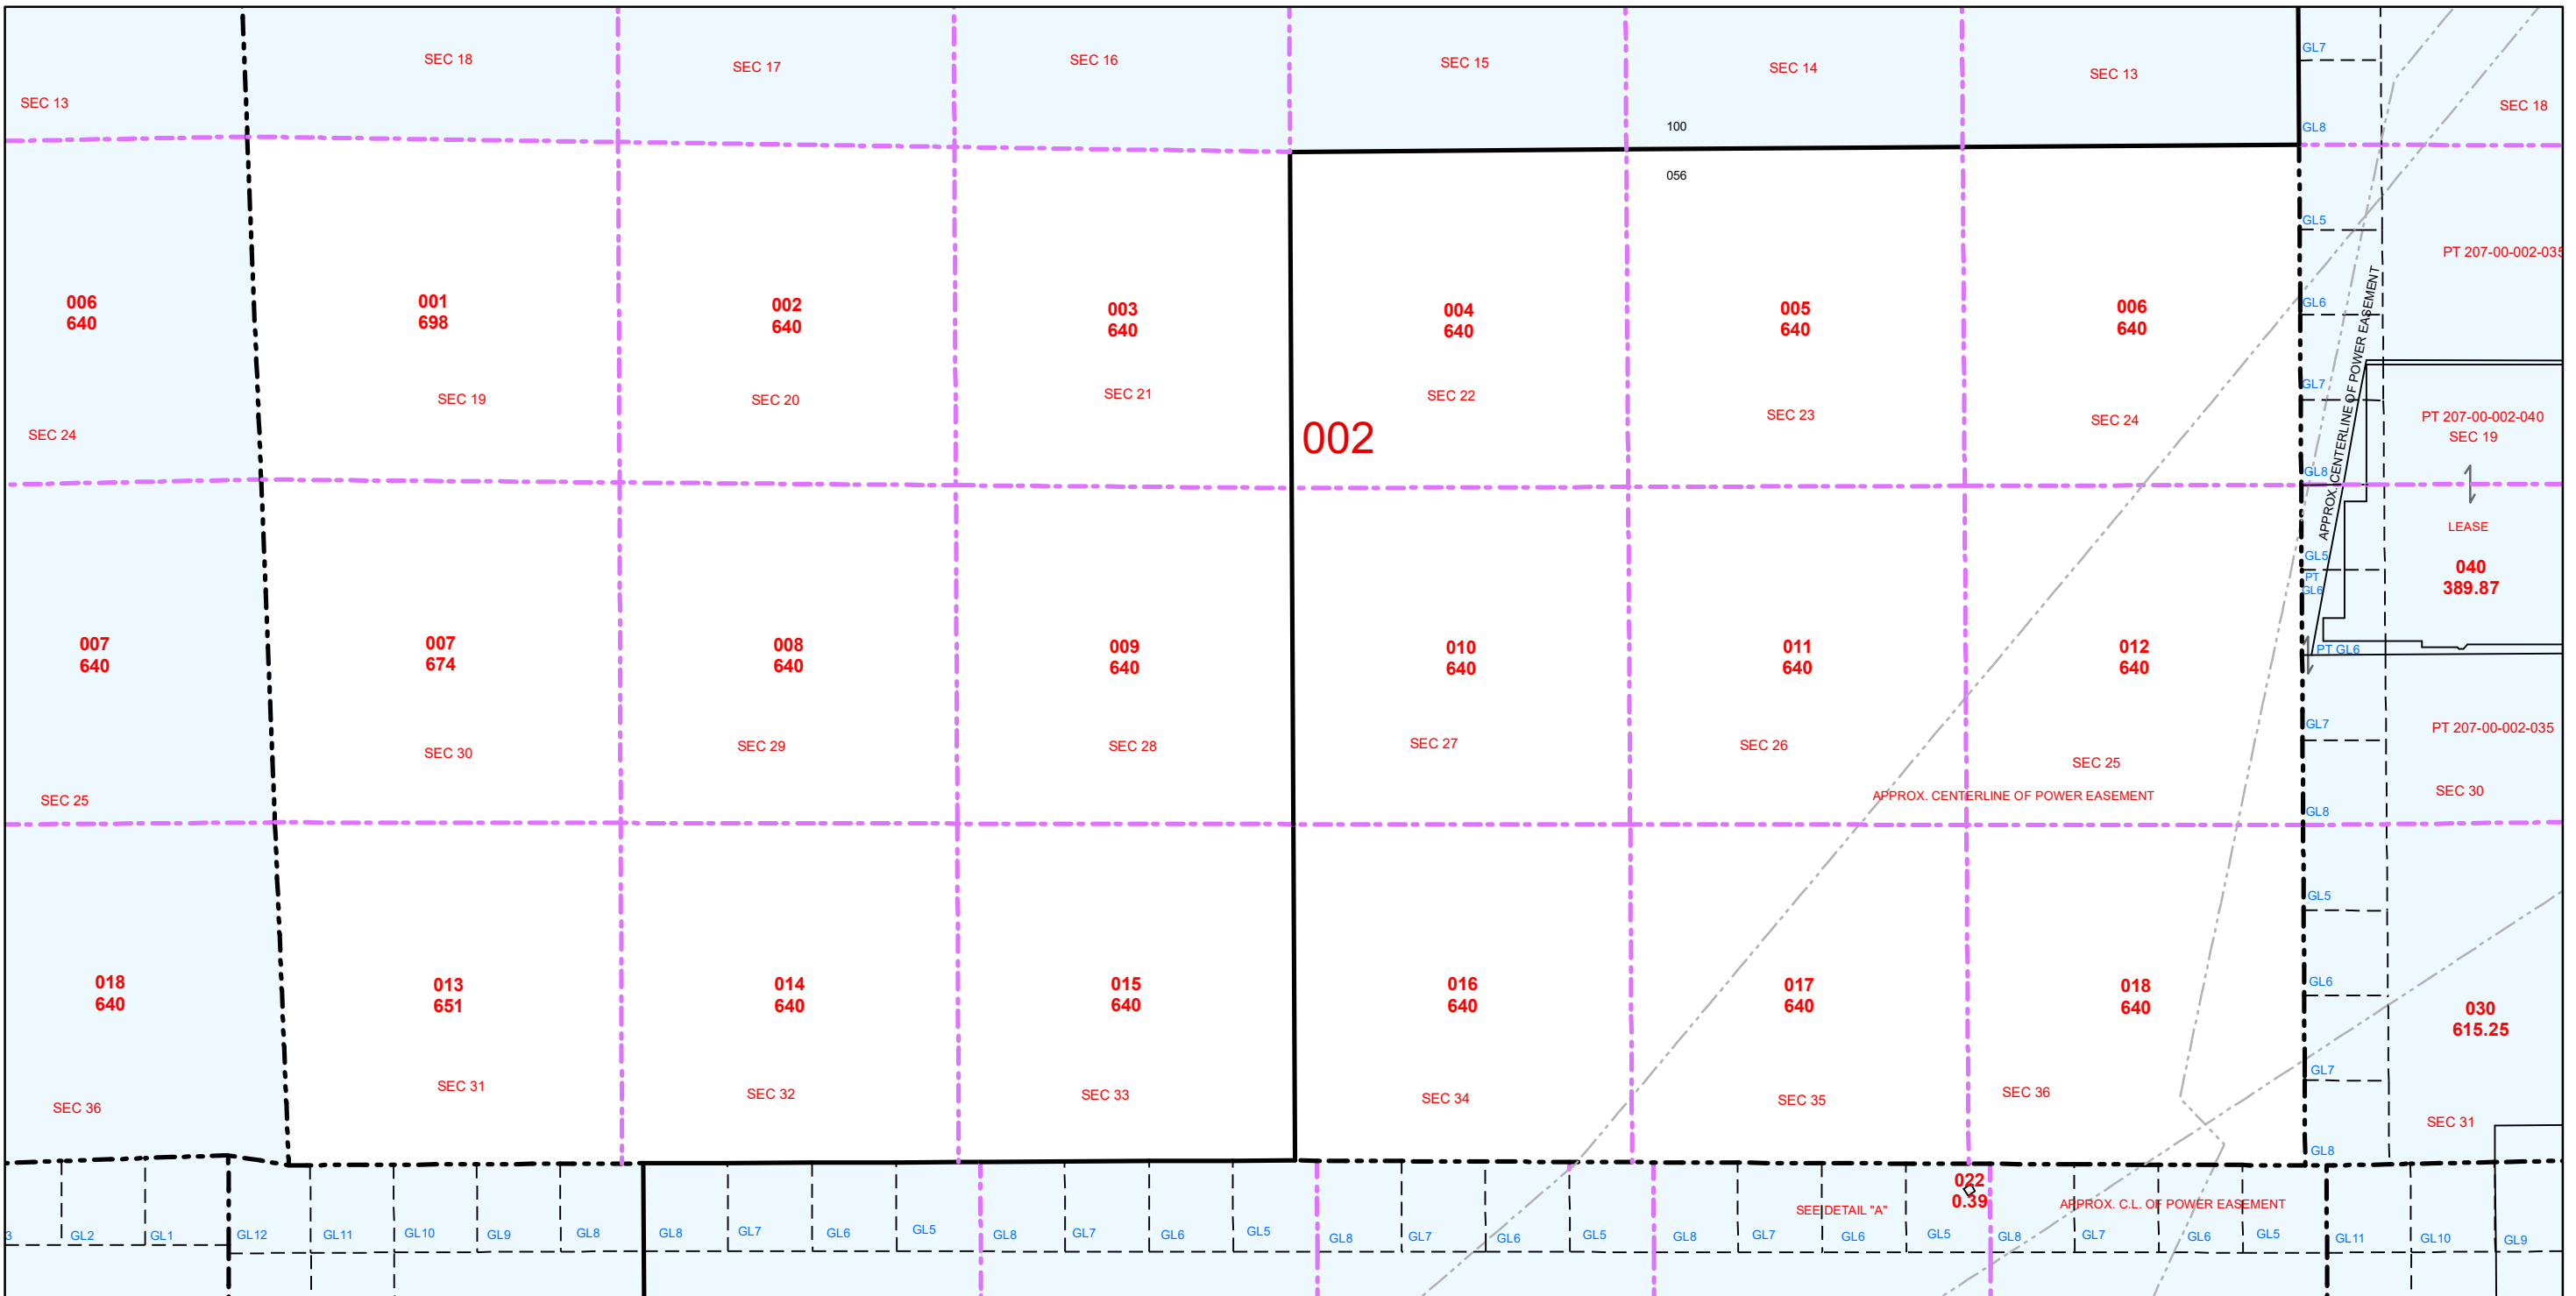 SEC 13
SEC 18
SEC 17
SEC 16
SEC 15
SEC 14
SEC 13
GL7
GL8
SEC 18
100
056
GL5
PT 207-00-002-035
006
640
001
698
002
640
003
640
004
640
005
640
006
640
GL6
GL7
APPROX. CENTERLINE OF POWER EASEMENT
SEC 24
SEC 19
SEC 20
SEC 21
SEC 22
SEC 23
SEC 24
PT 207-00-002-040
SEC 19
002
GL8
LEASE
GL5
PT
GL6
040
389.87
007
640
007
674
008
640
009
640
010
640
011
640
012
640
PT GL6
GL7
PT 207-00-002-035
SEC 25
SEC 30
SEC 29
SEC 28
SEC 27
SEC 26
SEC 25
SEC 30
APPROX. CENTERLINE OF POWER EASEMENT
GL8
GL5
018
640
013
651
014
640
015
640
016
640
017
640
018
640
GL6
030
615.25
GL7
SEC 36
SEC 31
SEC 32
SEC 33
SEC 34
SEC 35
SEC 36
SEC 31
GL8
022
0.39
SEE DETAIL "A"
APPROX. C.L. OF POWER EASEMENT
3
GL2
GL1
GL12
GL11
GL10
GL9
GL8
GL8
GL7
GL6
GL5
GL8
GL7
GL6
GL5
GL8
GL7
GL6
GL5
GL8
GL7
GL6
GL5
GL8
GL7
GL6
GL5
GL11
GL10
GL9